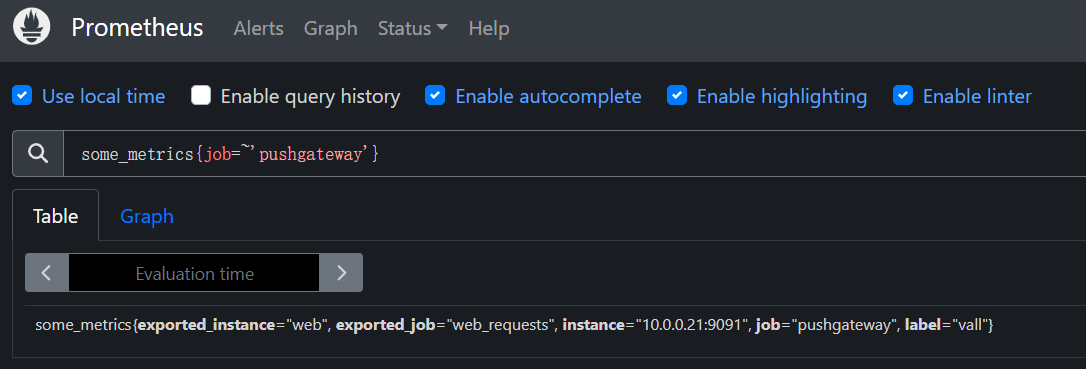 Prometheus Alerts Graph Status Help
Use local time Enable query history Enable autocomplete Enable highlighting Enable linter
some_metrics{job=~'pushgateway'}
Table Graph
Evaluation time
some_metrics{exported_instance="web", exported_job="web_requests", instance="10.0.0.21:9091", job="pushgateway", label="vall"}